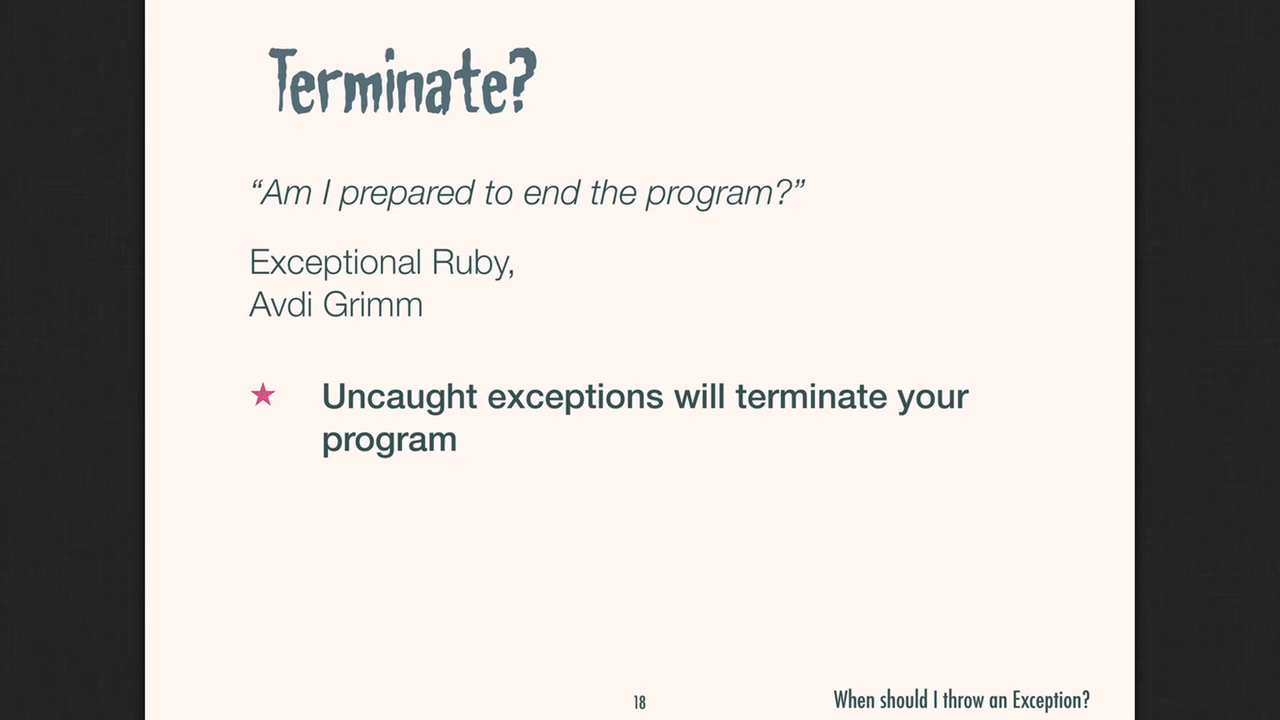 Terminate?
“Am I prepared to end the program?”
Exceptional Ruby,
Avdi Grimm
★ Uncaught exceptions will terminate your
program
18
When should I throw an Exception?